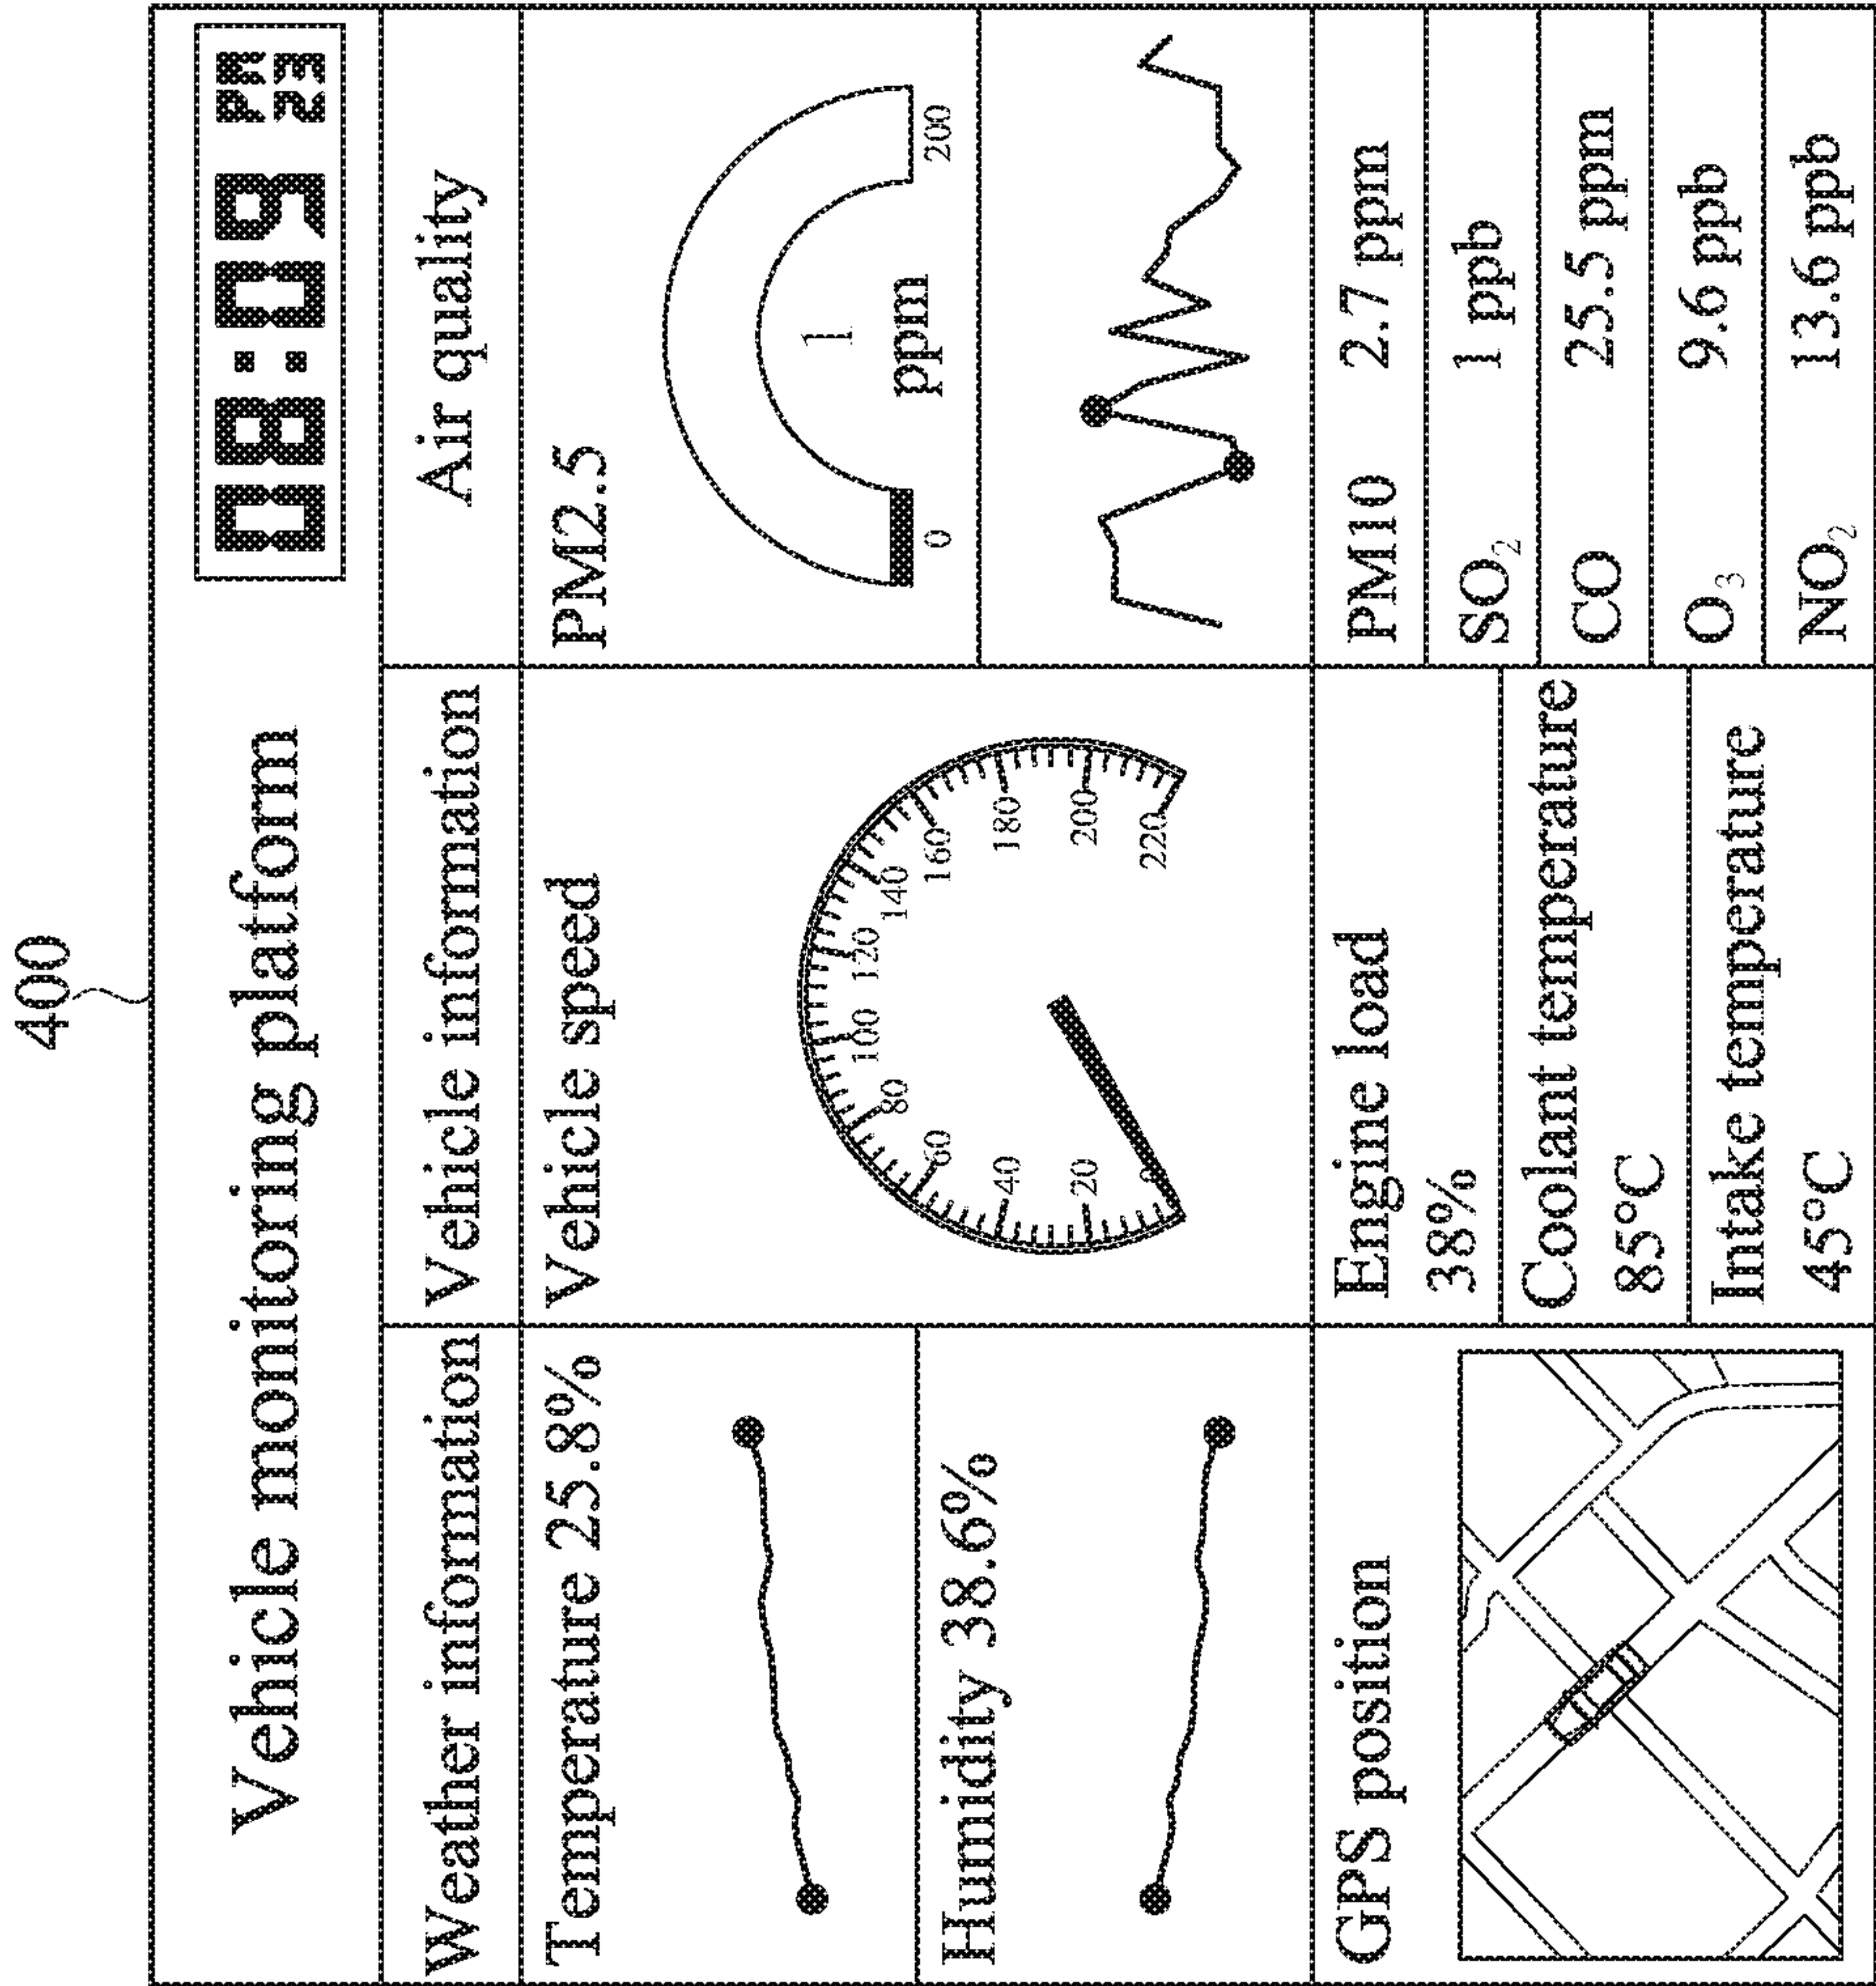 400
Vehicle monitoring platform
08:05 PM
23
Weather information
Temperature 25.8%
Humidity 38.6%
GPS position
Vehicle information
Vehicle speed
0
20
40
60
80
100
120
140
160
180
200
220
Engine load
38%
Coolant temperature
85°C
Intake temperature
45°C
Air quality
PM2.5
1
ppm
0
200
PM10 2.7 ppm
SO₂ 1 ppb
CO 25.5 ppm
O₃ 9.6 ppb
NO₂ 13.6 ppb